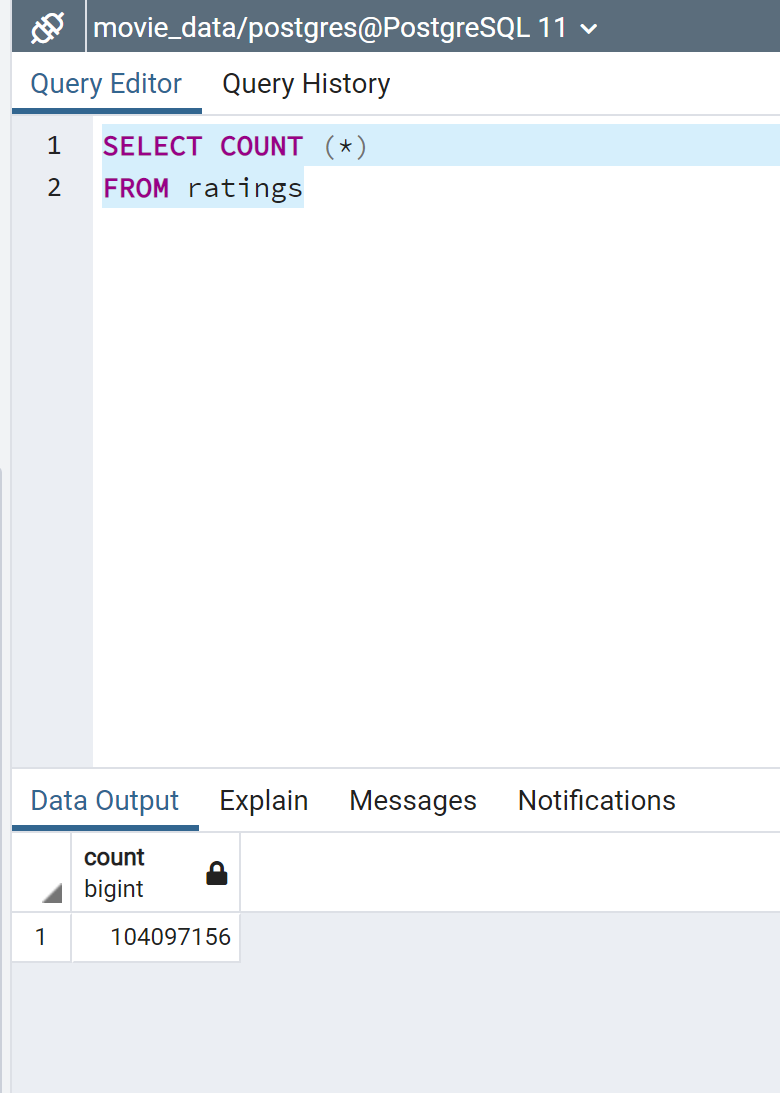 movie_data/postgres@PostgreSQL 11
Query Editor Query History
1 SELECT COUNT (*)
2 FROM ratings
Data Output Explain Messages Notifications
count
bigint
1 104097156